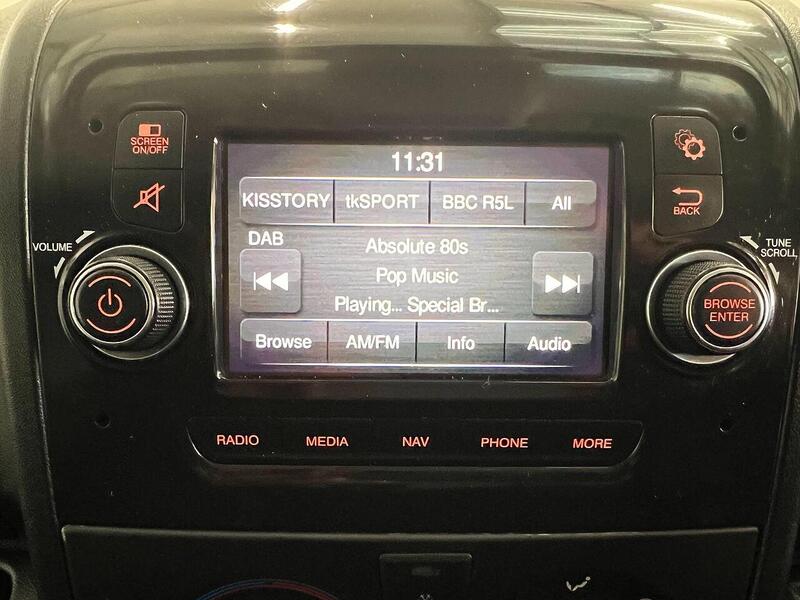 SCREEN
ON/OFF
VOLUME
11:31
KISSTORY tkSPORT BBC R5L All
DAB
Absolute 80s
Pop Music
Playing... Special Br...
Browse AM/FM Info Audio
BACK
TUNE
SCROLL
BROWSE
ENTER
RADIO MEDIA NAV PHONE MORE